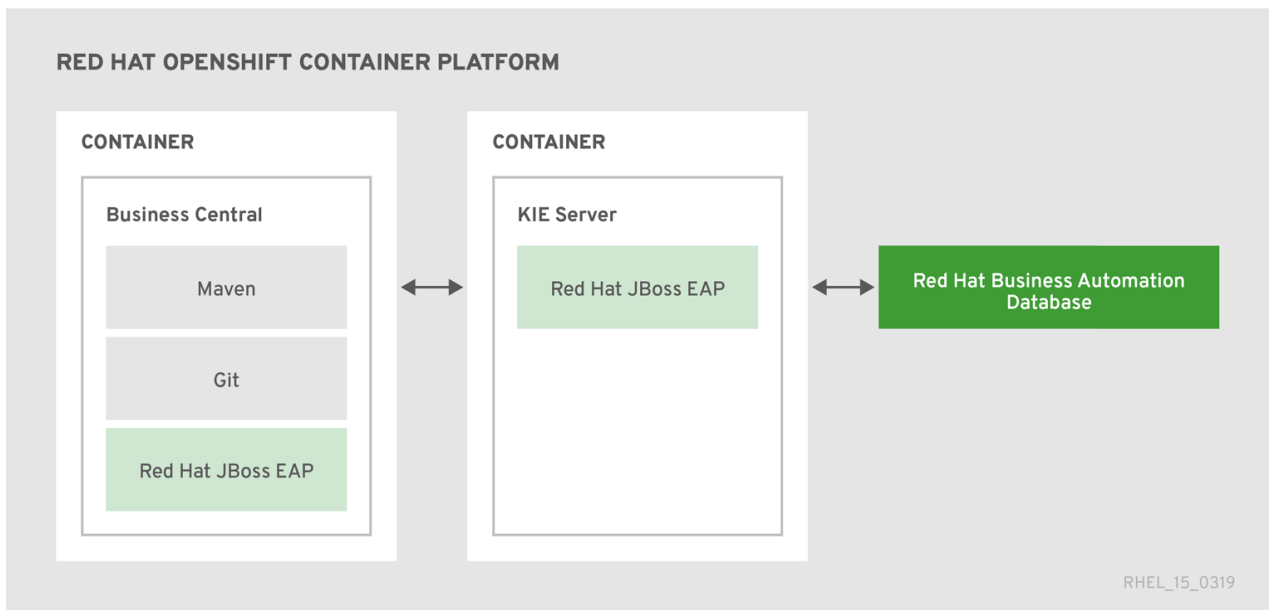 RED HAT OPENSHIFT CONTAINER PLATFORM
CONTAINER
Business Central
Maven
Git
Red Hat JBoss EAP
CONTAINER
KIE Server
Red Hat JBoss EAP
Red Hat Business Automation
Database
RHEL_15_0319